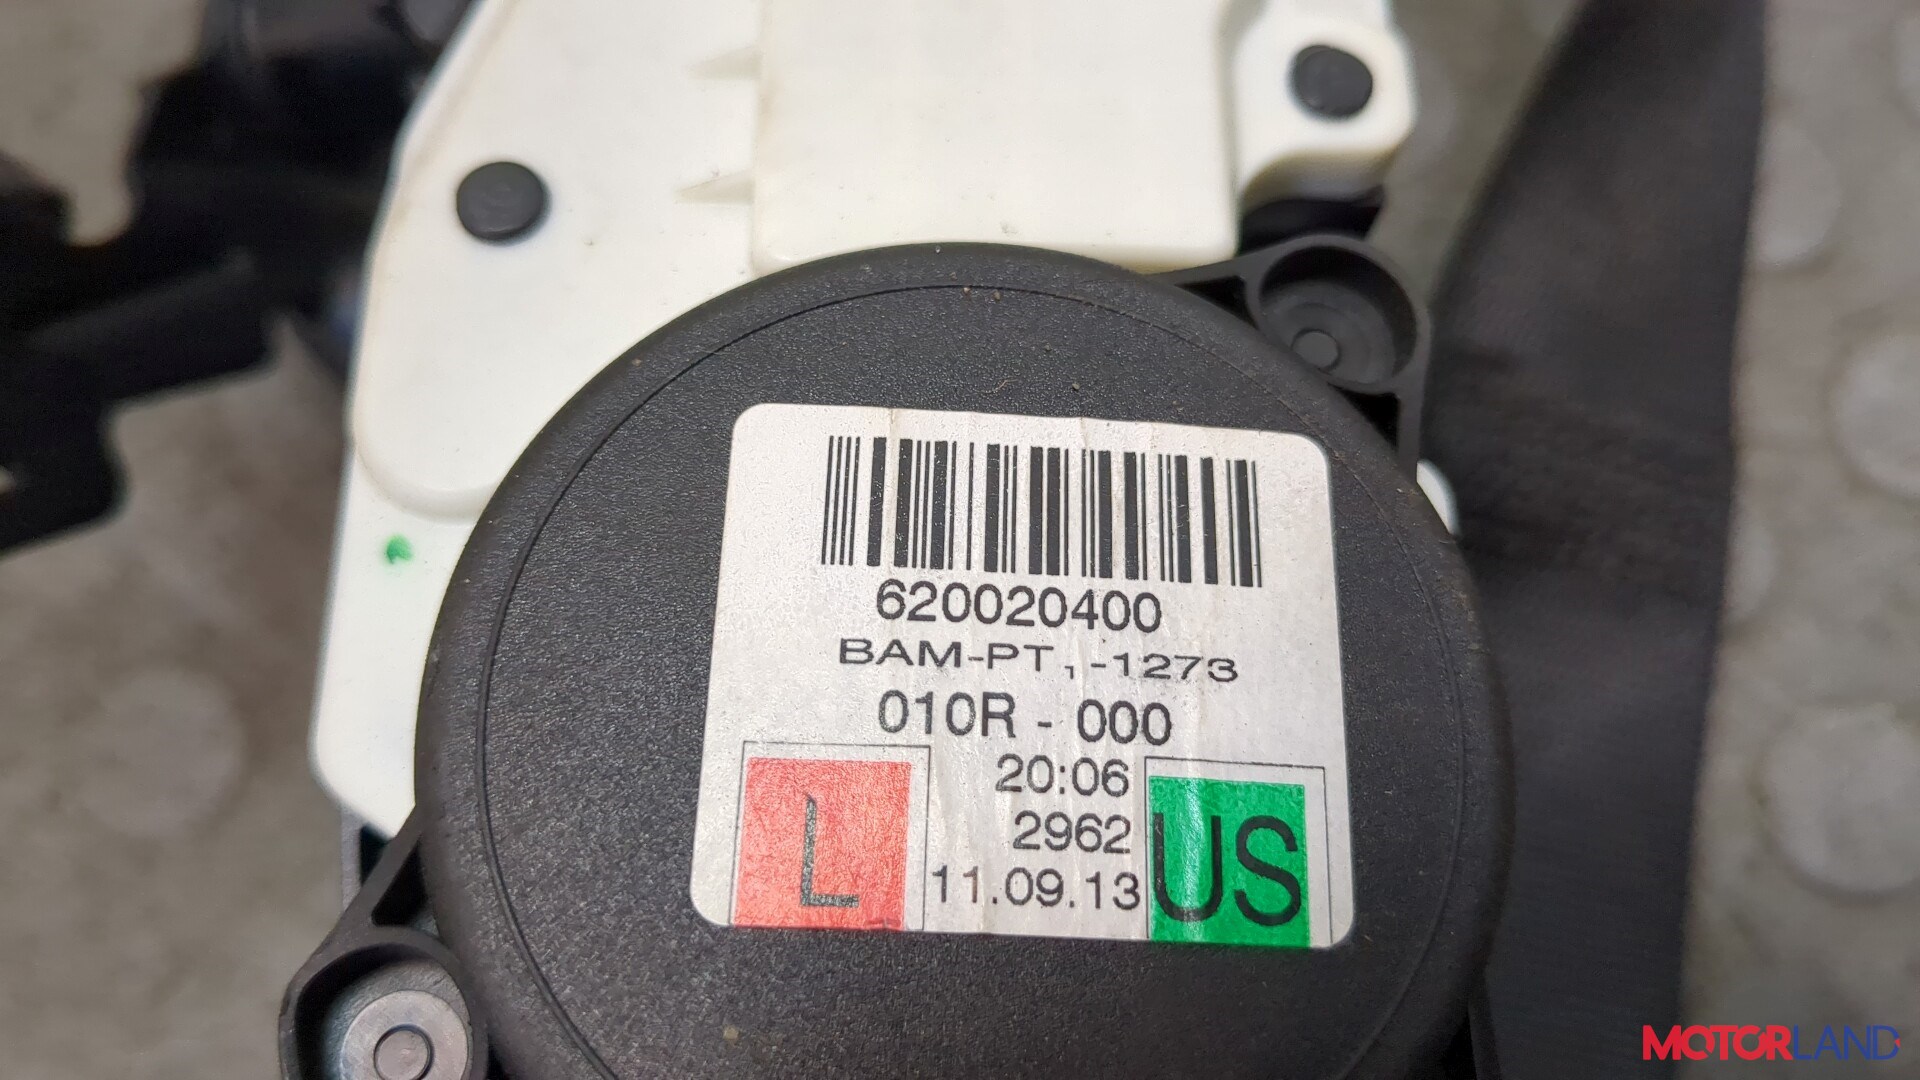 620020400
BAM-PT₁-1273
010R - 000
20:06
2962
11.09.13
L
US
MOTORLAND